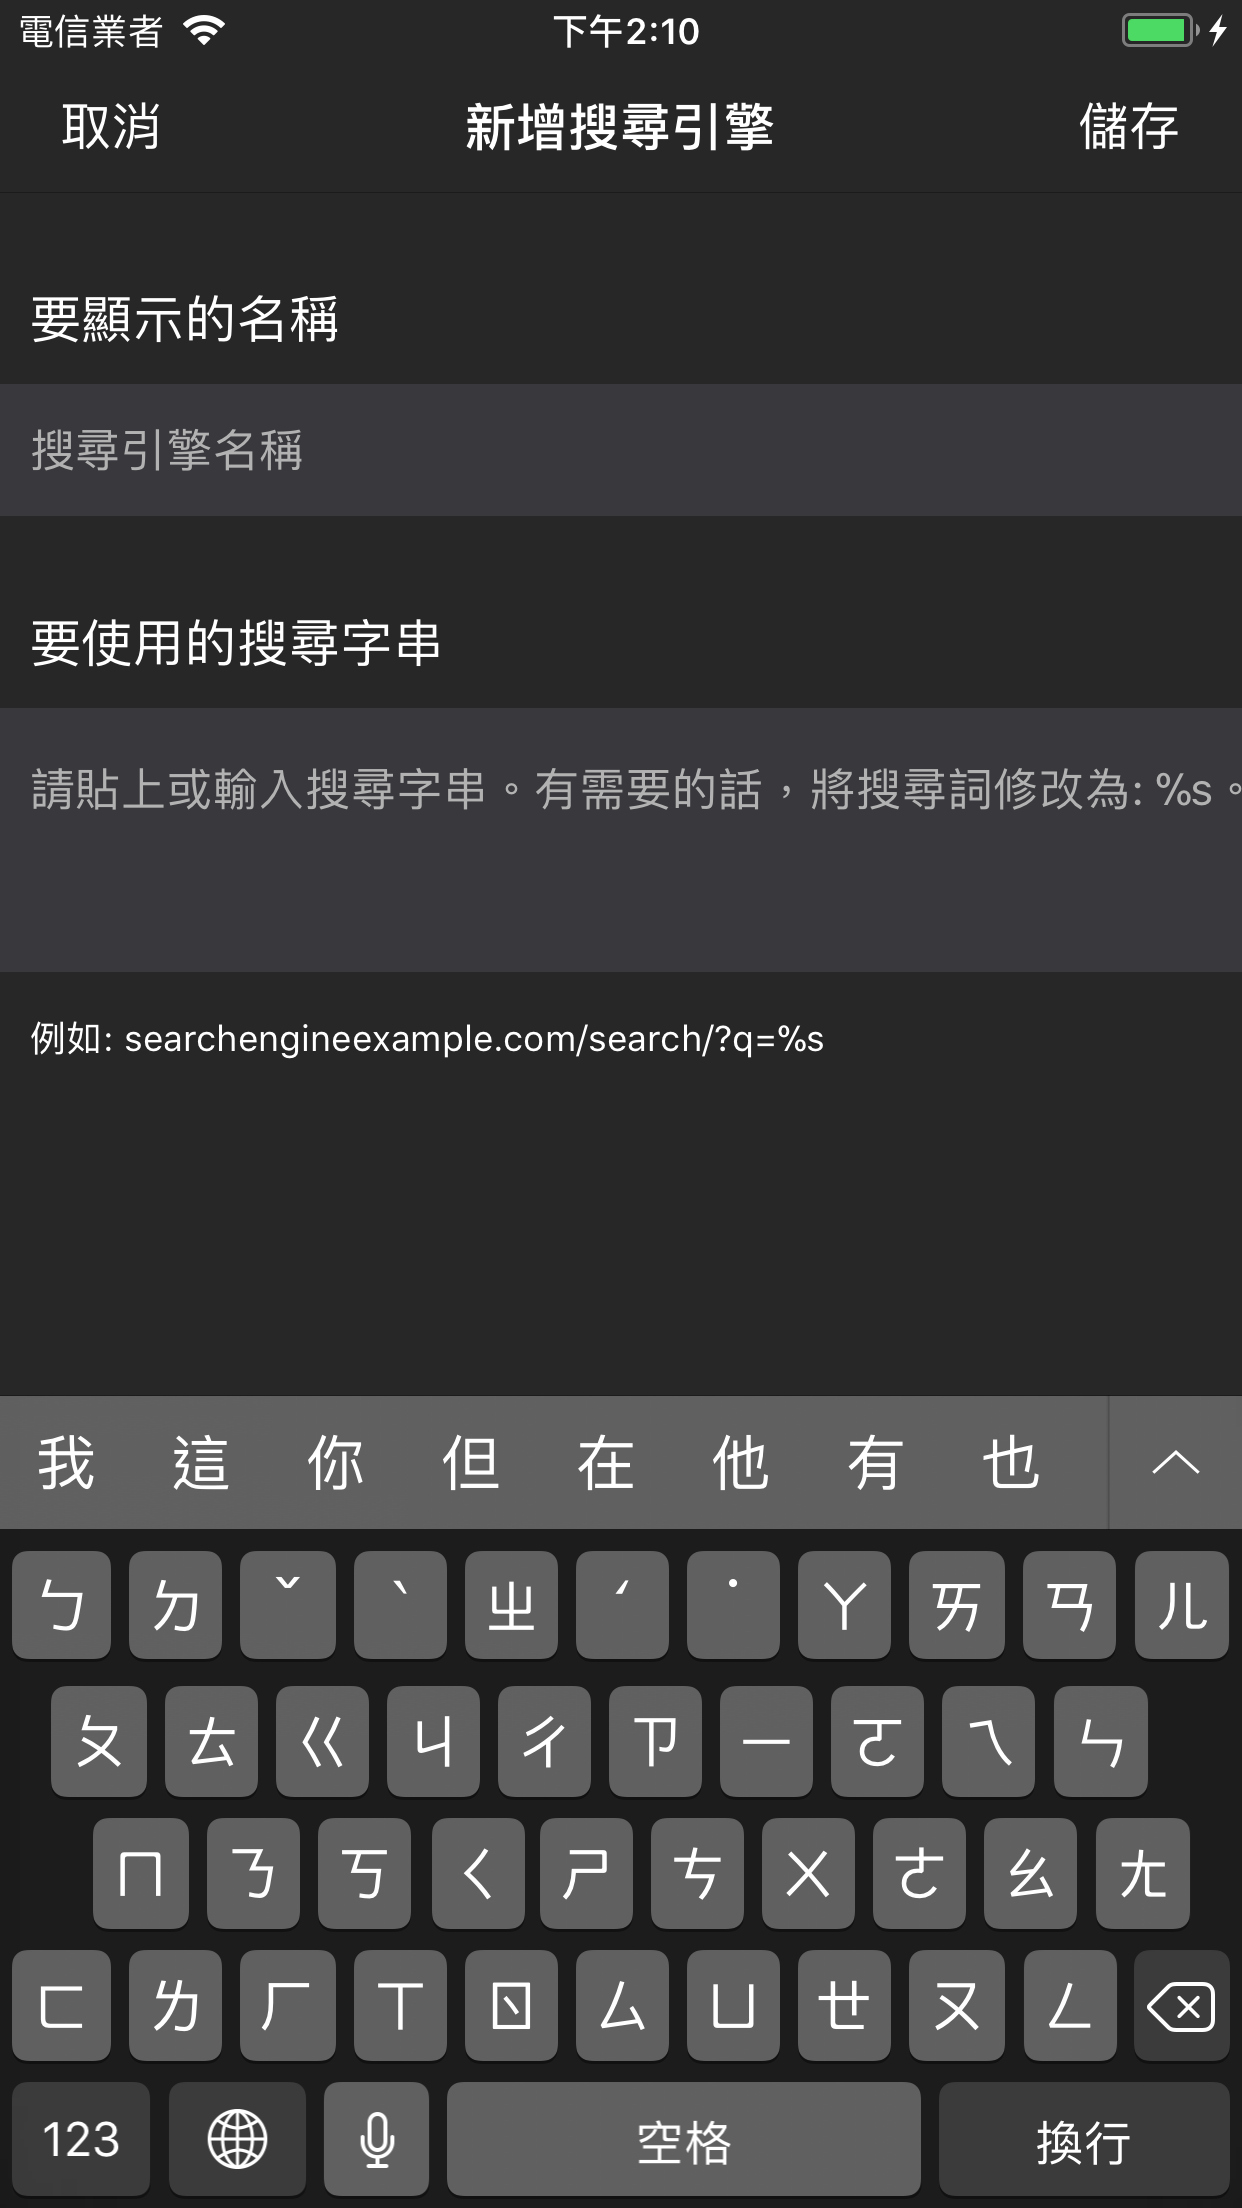 電信業者 下午2:10
取消 新增搜尋引擎 儲存
要顯示的名稱
搜尋引擎名稱
要使用的搜尋字串
請貼上或輸入搜尋字串。有需要的話，將搜尋詞修改為: %s。
例如: searchengineexample.com/search/?q=%s
我 這 你 但 在 他 有 也
ㄅ ㄉ ˇ ˋ ㄓ ˊ ˙ ㄚ ㄞ ㄢ ㄦ
ㄆ ㄊ ㄍ ㄐ ㄔ ㄗ ㄧ ㄛ ㄟ ㄣ
ㄇ ㄋ ㄎ ㄑ ㄕ ㄘ ㄨ ㄜ ㄠ ㄤ
ㄈ ㄌ ㄏ ㄒ ㄖ ㄙ ㄩ ㄝ ㄡ ㄥ
123 空格 換行